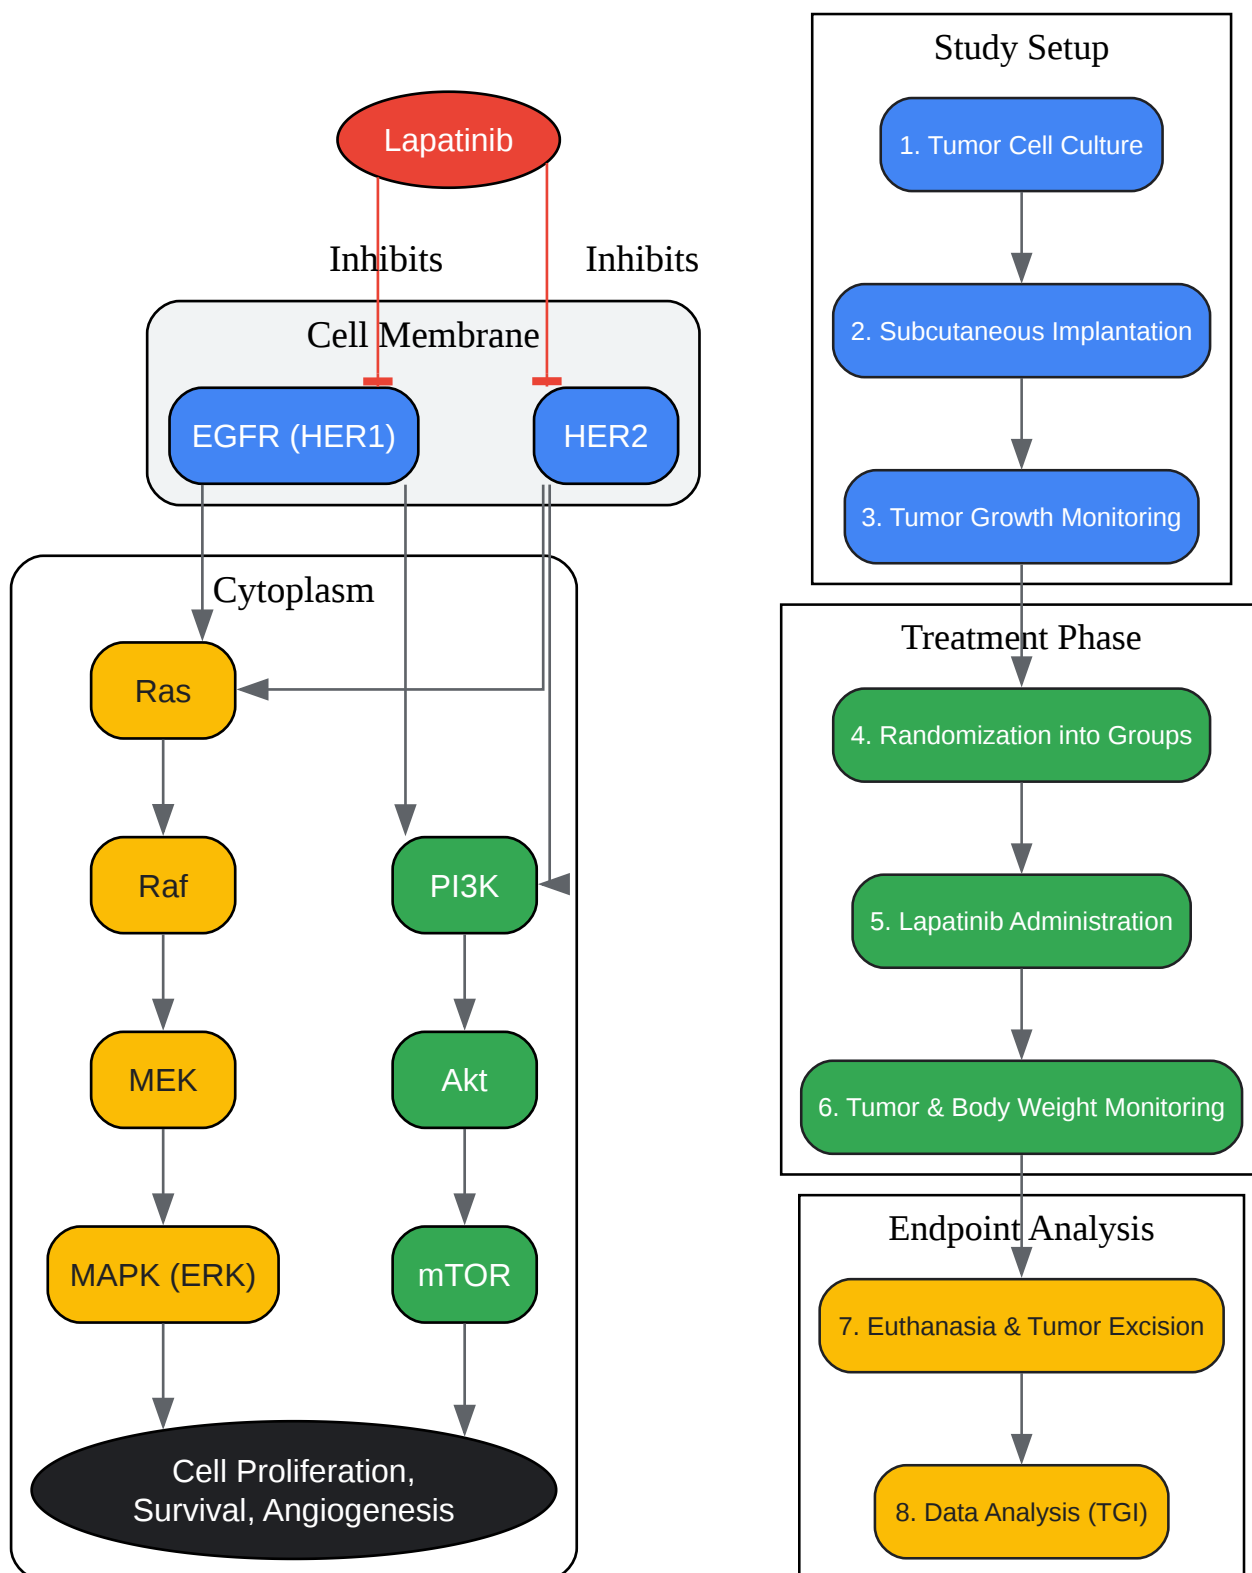 Lapatinib
Inhibits
Inhibits
Cell Membrane
EGFR (HER1)
HER2
Cytoplasm
Ras
Raf
PI3K
MEK
Akt
MAPK (ERK)
mTOR
Cell Proliferation,
Survival, Angiogenesis
Study Setup
1. Tumor Cell Culture
2. Subcutaneous Implantation
3. Tumor Growth Monitoring
Treatment Phase
4. Randomization into Groups
5. Lapatinib Administration
6. Tumor & Body Weight Monitoring
Endpoint Analysis
7. Euthanasia & Tumor Excision
8. Data Analysis (TGI)